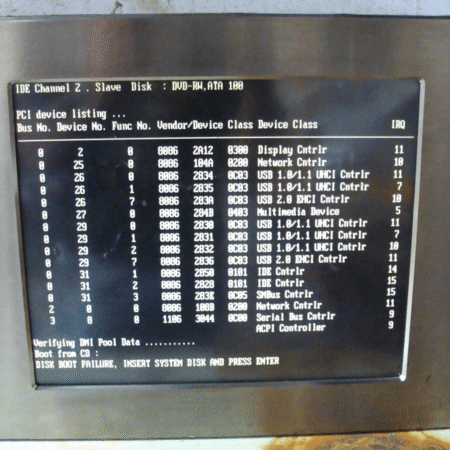 IDE Channel 2 . Slave Disk : DVD-RW,ATA 100
PCI device listing ...
Bus No. Device No. Func No. Vendor/Device Class Device Class IRQ
0 2 0 8086 2A12 0300 Display Cntrlr 11
0 25 0 8086 104A 0200 Network Cntrlr 10
0 26 0 8086 2834 0C03 USB 1.0/1.1 UHCI Cntrlr 11
0 26 1 8086 2835 0C03 USB 1.0/1.1 UHCI Cntrlr 7
0 26 7 8086 283A 0C03 USB 2.0 EHCI Cntrlr 10
0 27 0 8086 284B 0403 Multimedia Device 5
0 29 0 8086 2830 0C03 USB 1.0/1.1 UHCI Cntrlr 11
0 29 1 8086 2831 0C03 USB 1.0/1.1 UHCI Cntrlr 7
0 29 2 8086 2832 0C03 USB 1.0/1.1 UHCI Cntrlr 10
0 29 7 8086 2836 0C03 USB 2.0 EHCI Cntrlr 11
0 31 1 8086 2850 0101 IDE Cntrlr 14
0 31 2 8086 2828 0101 IDE Cntrlr 15
0 31 3 8086 283E 0C05 SMBus Cntrlr 15
2 0 0 8086 108B 0200 Network Cntrlr 11
3 8 0 1106 3044 0C00 Serial Bus Cntrlr 9
ACPI Controller 9
Verifying DMI Pool Data ...........
Boot from CD :
DISK BOOT FAILURE, INSERT SYSTEM DISK AND PRESS ENTER